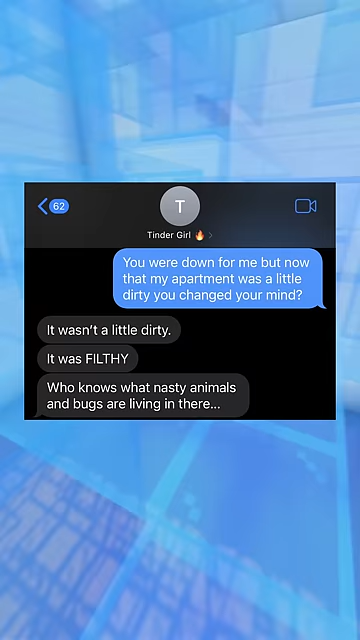 62
T
Tinder Girl 🔥 >
You were down for me but now
that my apartment was a little
dirty you changed your mind?
It wasn't a little dirty.
It was FILTHY
Who knows what nasty animals
and bugs are living in there...